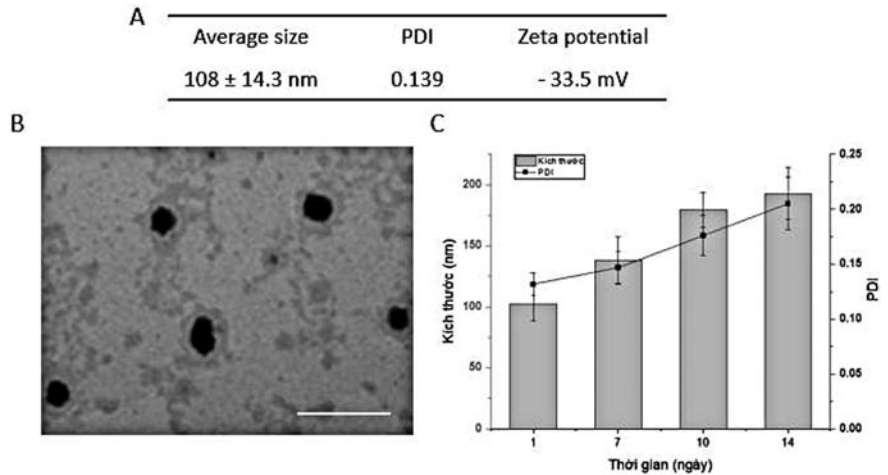 A
Average size PDI Zeta potential
108 ± 14.3 nm 0.139 - 33.5 mV
B
C
Kích thước
PDI
Kích thước (nm)
200
150
100
50
0
0.25
0.20
0.15
0.10
0.05
0.00
PDI
1 7 10 14
Thời gian (ngày)